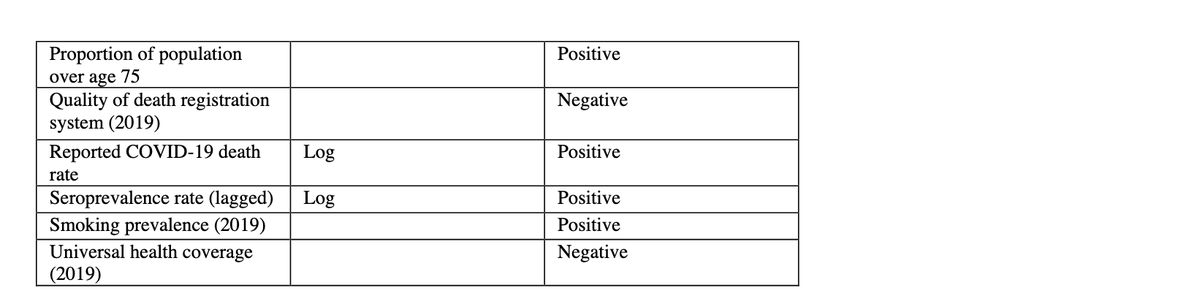 Proportion of population Positive
over age 75
Quality of death registration Negative
system (2019)
Reported COVID-19 death Log Positive
rate
Seroprevalence rate (lagged) Log Positive
Smoking prevalence (2019) Positive
Universal health coverage Negative
(2019)